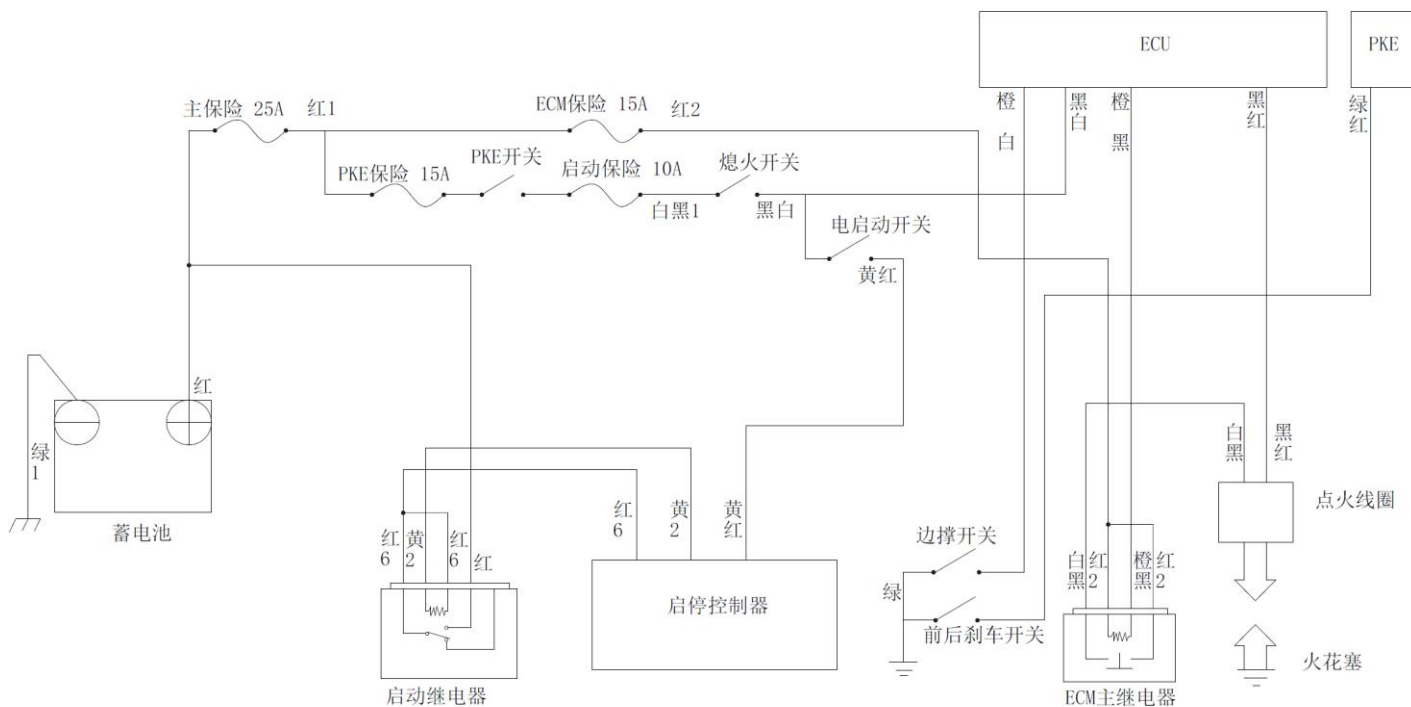 ECU
PKE
主保险 25A
红1
ECM保险 15A
红2
橙白
黑白
橙黑
黑红
绿红
PKE保险 15A
PKE开关
启动保险 10A
熄火开关
白黑1
黑白
电启动开关
黄红
红
绿1
蓄电池
白黑
黑红
点火线圈
红6
黄2
红6
红
红6
黄2
黄红
启停控制器
启动继电器
边撑开关
绿
前后刹车开关
白黑
红2
橙黑
红2
ECM主继电器
火花塞